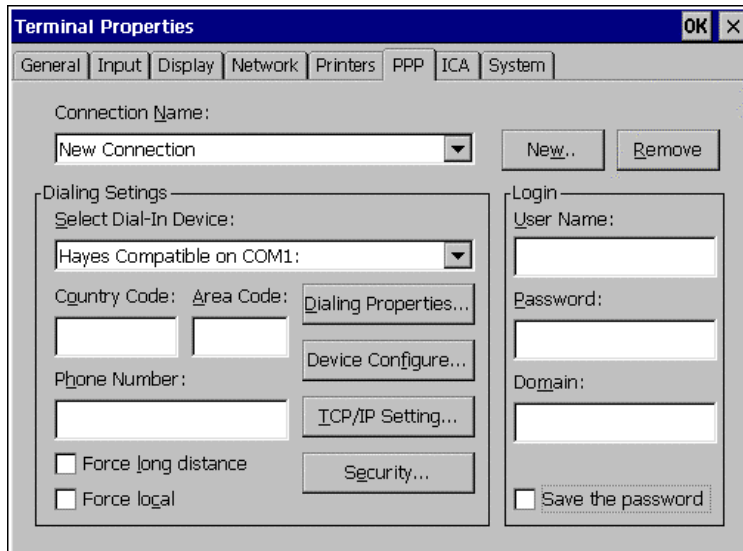 Terminal Properties OK ×
General Input Display Network Printers PPP ICA System
Connection Name:
New Connection New.. Remove
Dialing Setings
Select Dial-In Device:
Hayes Compatible on COM1:
Country Code: Area Code: Dialing Properties...
Device Configure...
Phone Number:
TCP/IP Setting...
Force long distance
Security...
Force local
Login
User Name:
Password:
Domain:
Save the password